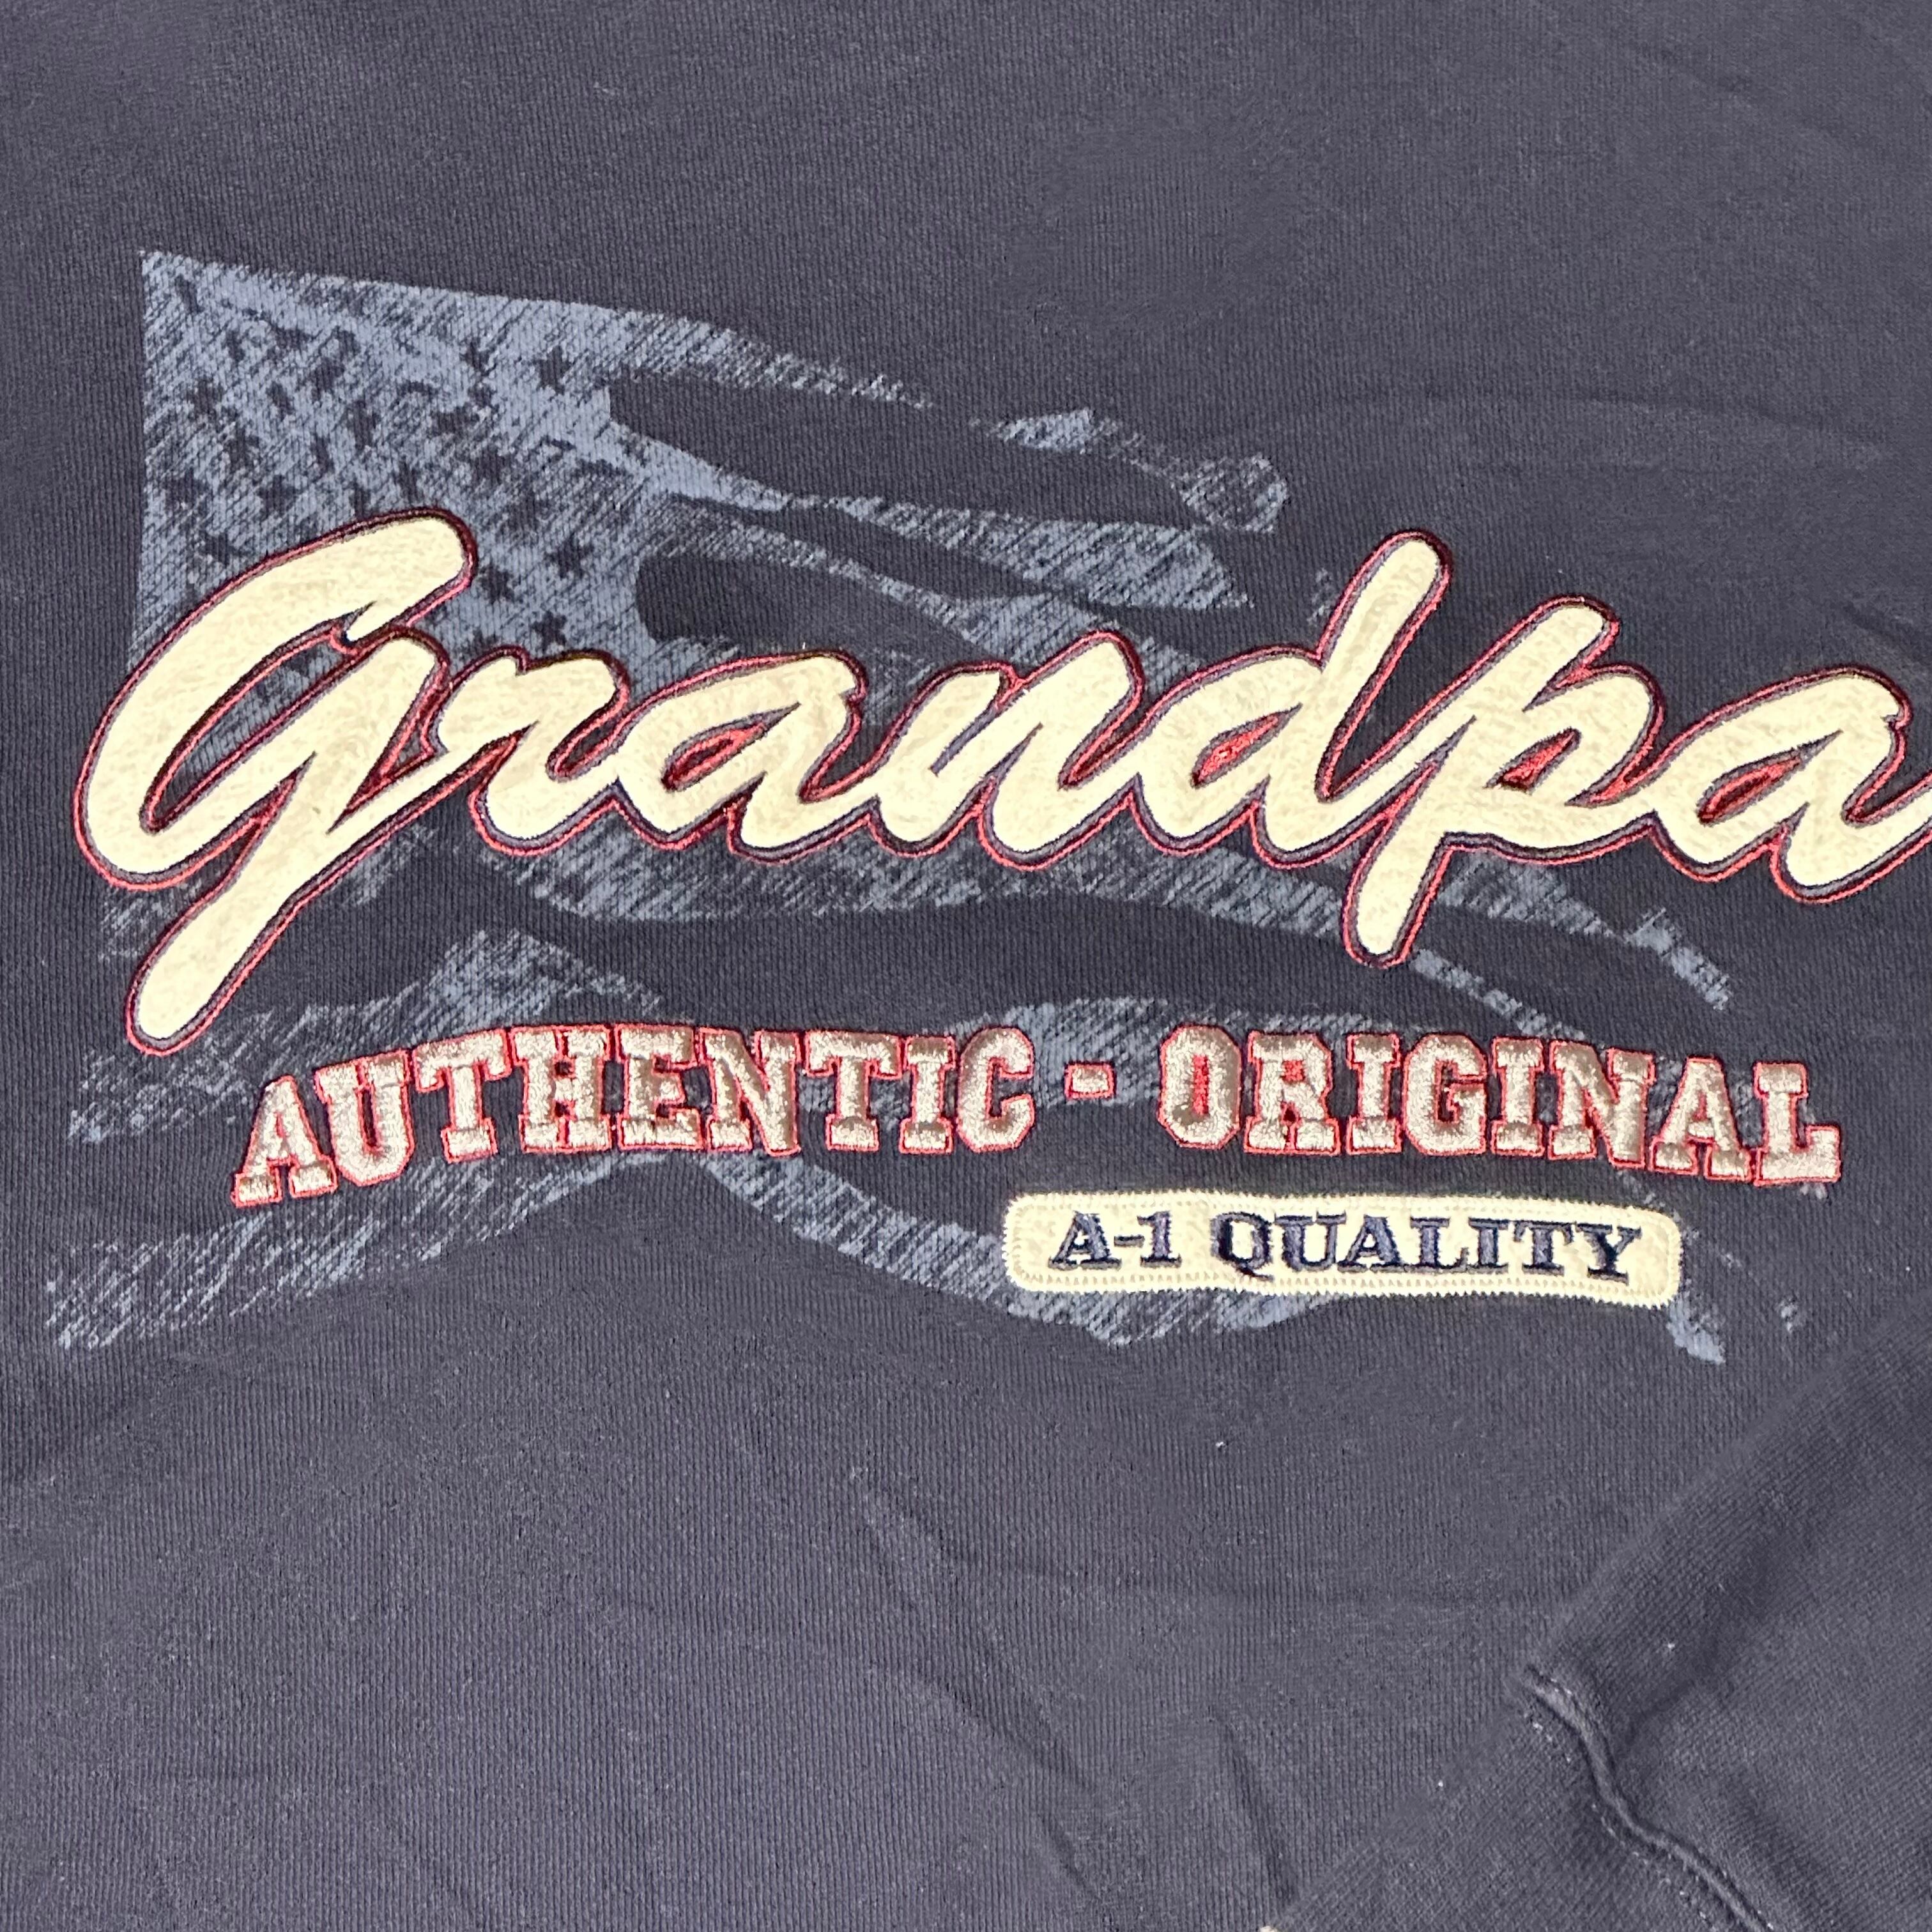 Grandpa
AUTHENTIC - ORIGINAL
A-1 QUALITY